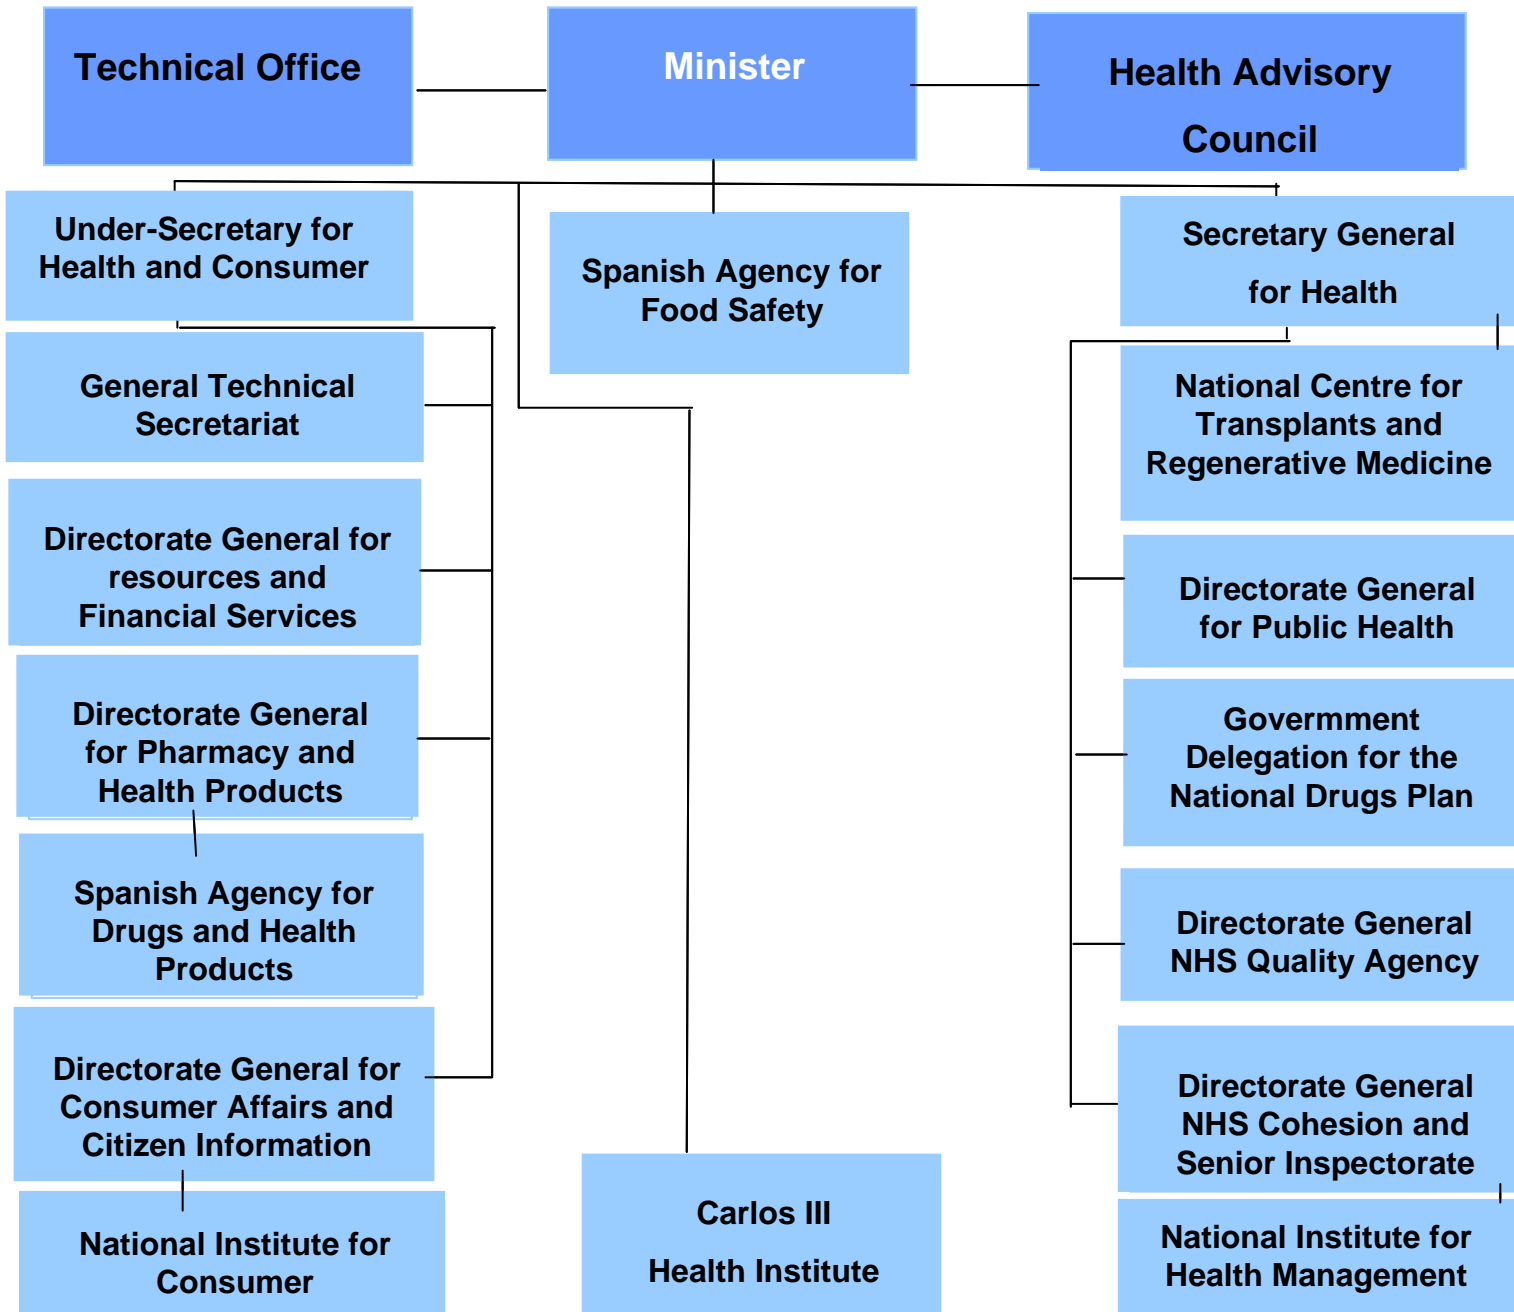 Technical Office
Minister
Health Advisory
Council
Under-Secretary for
Health and Consumer
Spanish Agency for
Food Safety
Secretary General
for Health
General Technical
Secretariat
National Centre for
Transplants and
Regenerative Medicine
Directorate General for
resources and
Financial Services
Directorate General
for Public Health
Directorate General
for Pharmacy and
Health Products
Govermment
Delegation for the
National Drugs Plan
Spanish Agency for
Drugs and Health
Products
Directorate General
NHS Quality Agency
Directorate General for
Consumer Affairs and
Citizen Information
Directorate General
NHS Cohesion and
Senior Inspectorate
National Institute for
Consumer
Carlos III
Health Institute
National Institute for
Health Management